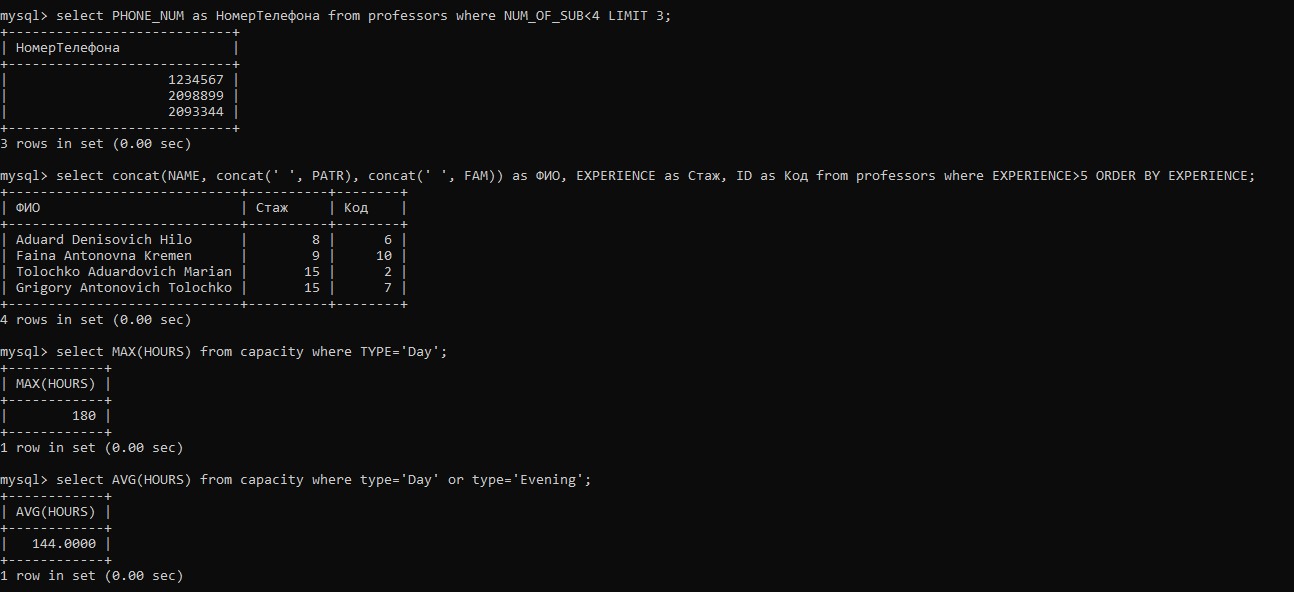 mysql> select PHONE_NUM as НомерТелефона from professors where NUM_OF_SUB<4 LIMIT 3;
+----------------------------+
| НомерТелефона              |
+----------------------------+
|                    1234567 |
|                    2098899 |
|                    2093344 |
+----------------------------+
3 rows in set (0.00 sec)
mysql> select concat(NAME, concat(' ', PATR), concat(' ', FAM)) as ФИО, EXPERIENCE as Стаж, ID as Код from professors where EXPERIENCE>5 ORDER BY EXPERIENCE;
+-----------------------------+----------+--------+
| ФИО                         | Стаж     | Код    |
+-----------------------------+----------+--------+
| Aduard Denisovich Hilo      |        8 |      6 |
| Faina Antonovna Kremen      |        9 |     10 |
| Tolochko Aduardovich Marian |       15 |      2 |
| Grigory Antonovich Tolochko |       15 |      7 |
+-----------------------------+----------+--------+
4 rows in set (0.00 sec)
mysql> select MAX(HOURS) from capacity where TYPE='Day';
+------------+
| MAX(HOURS) |
+------------+
|        180 |
+------------+
1 row in set (0.00 sec)
mysql> select AVG(HOURS) from capacity where type='Day' or type='Evening';
+------------+
| AVG(HOURS) |
+------------+
|   144.0000 |
+------------+
1 row in set (0.00 sec)